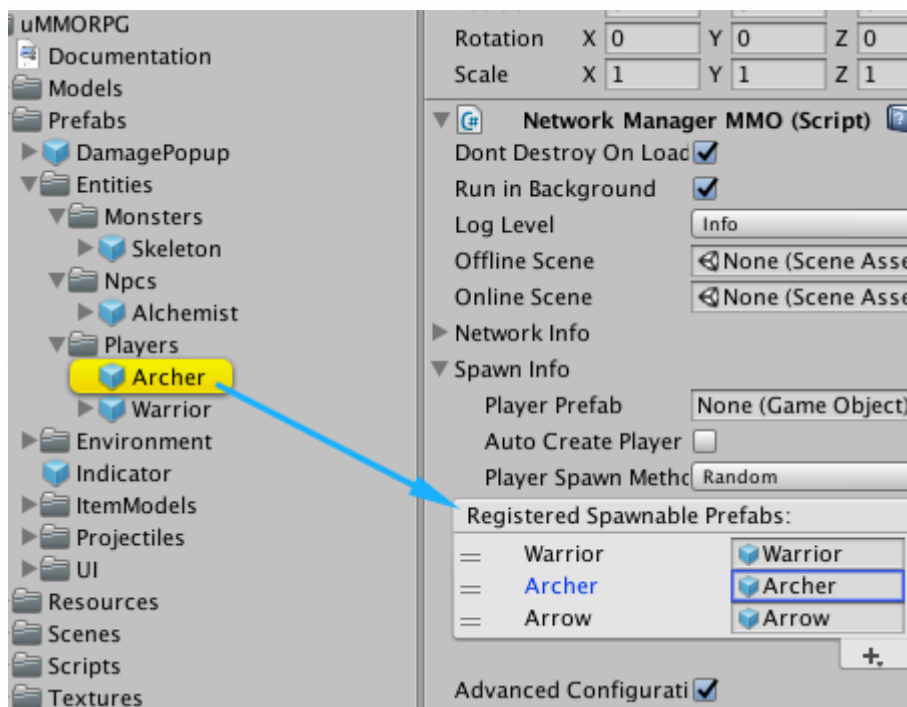 uMMORPG
Documentation
Models
Prefabs
DamagePopup
Entities
Monsters
Skeleton
Npcs
Alchemist
Players
Archer
Warrior
Environment
Indicator
ItemModels
Projectiles
UI
Resources
Scenes
Scripts
Textures
Rotation X 0 Y 0 Z 0
Scale X 1 Y 1 Z 1
Network Manager MMO (Script)
Dont Destroy On Load
Run in Background
Log Level Info
Offline Scene None (Scene Asse
Online Scene None (Scene Asse
Network Info
Spawn Info
Player Prefab None (Game Object)
Auto Create Player
Player Spawn Methc Random
Registered Spawnable Prefabs:
Warrior Warrior
Archer Archer
Arrow Arrow
Advanced Configurati